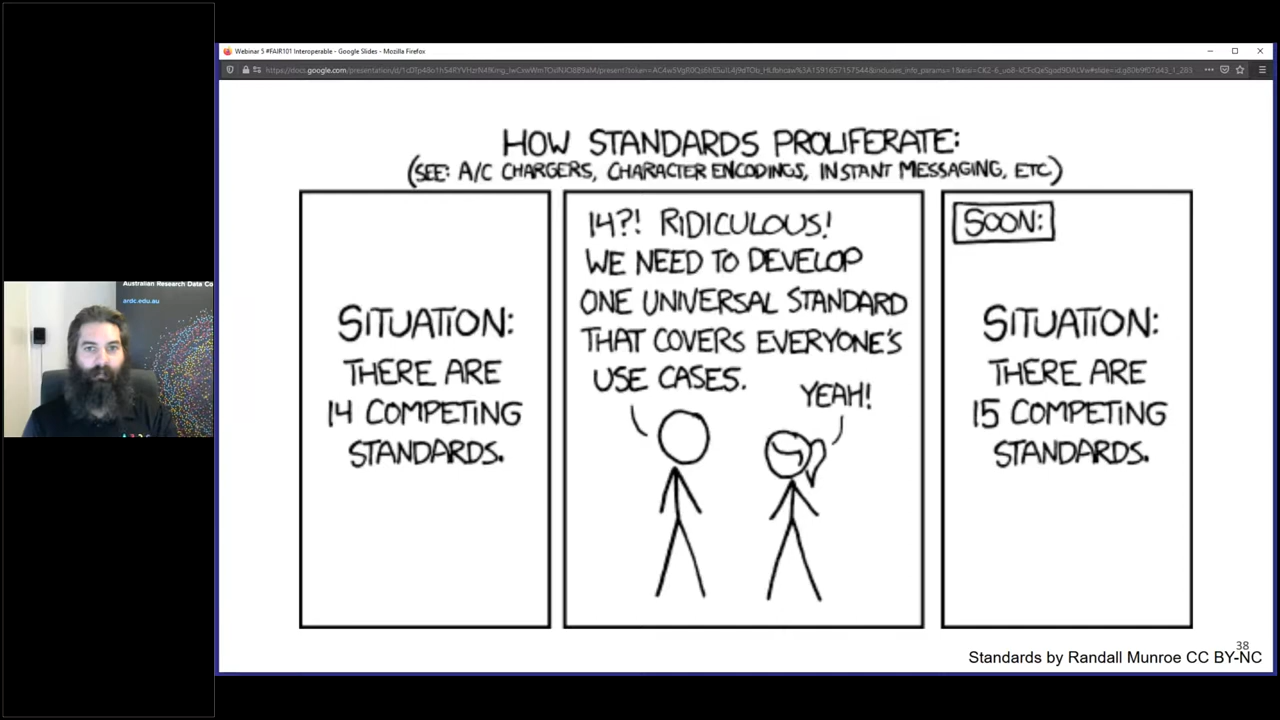 Webinar 5 #FAIR101 Interoperable - Google Slides - Mozilla Firefox
HOW STANDARDS PROLIFERATE:
(SEE: A/C CHARGERS, CHARACTER ENCODINGS, INSTANT MESSAGING, ETC.)
SITUATION:
THERE ARE
14 COMPETING
STANDARDS.
14?! RIDICULOUS!
WE NEED TO DEVELOP
ONE UNIVERSAL STANDARD
THAT COVERS EVERYONE'S
USE CASES.
YEAH!
SOON:
SITUATION:
THERE ARE
15 COMPETING
STANDARDS.
Australian Research Data Co
ardc.edu.au
38
Standards by Randall Munroe CC BY-NC